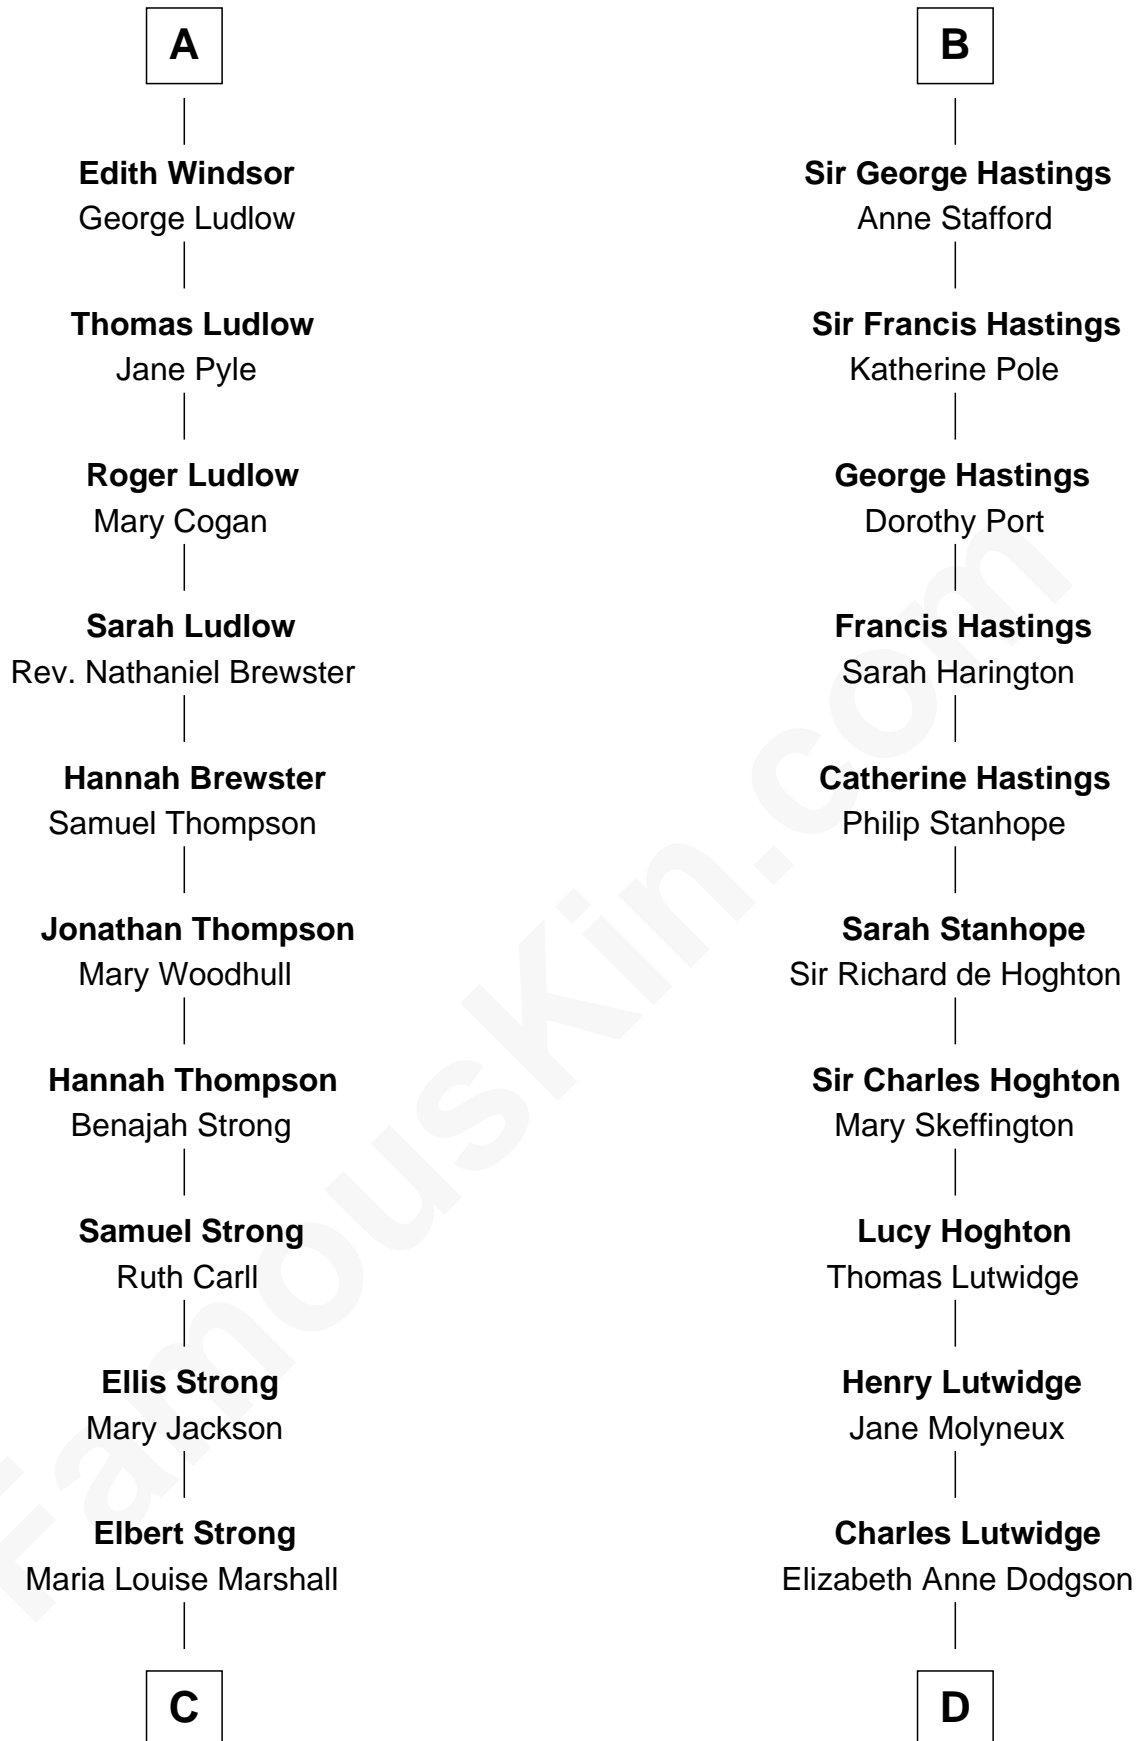 A
Edith Windsor
George Ludlow
Thomas Ludlow
Jane Pyle
Roger Ludlow
Mary Cogan
Sarah Ludlow
Rev. Nathaniel Brewster
Hannah Brewster
Samuel Thompson
Jonathan Thompson
Mary Woodhull
Hannah Thompson
Benajah Strong
Samuel Strong
Ruth Carll
Ellis Strong
Mary Jackson
Elbert Strong
Maria Louise Marshall
C
B
Sir George Hastings
Anne Stafford
Sir Francis Hastings
Katherine Pole
George Hastings
Dorothy Port
Francis Hastings
Sarah Harington
Catherine Hastings
Philip Stanhope
Sarah Stanhope
Sir Richard de Hoghton
Sir Charles Hoghton
Mary Skeffington
Lucy Hoghton
Thomas Lutwidge
Henry Lutwidge
Jane Molyneux
Charles Lutwidge
Elizabeth Anne Dodgson
D
FamousKin.com